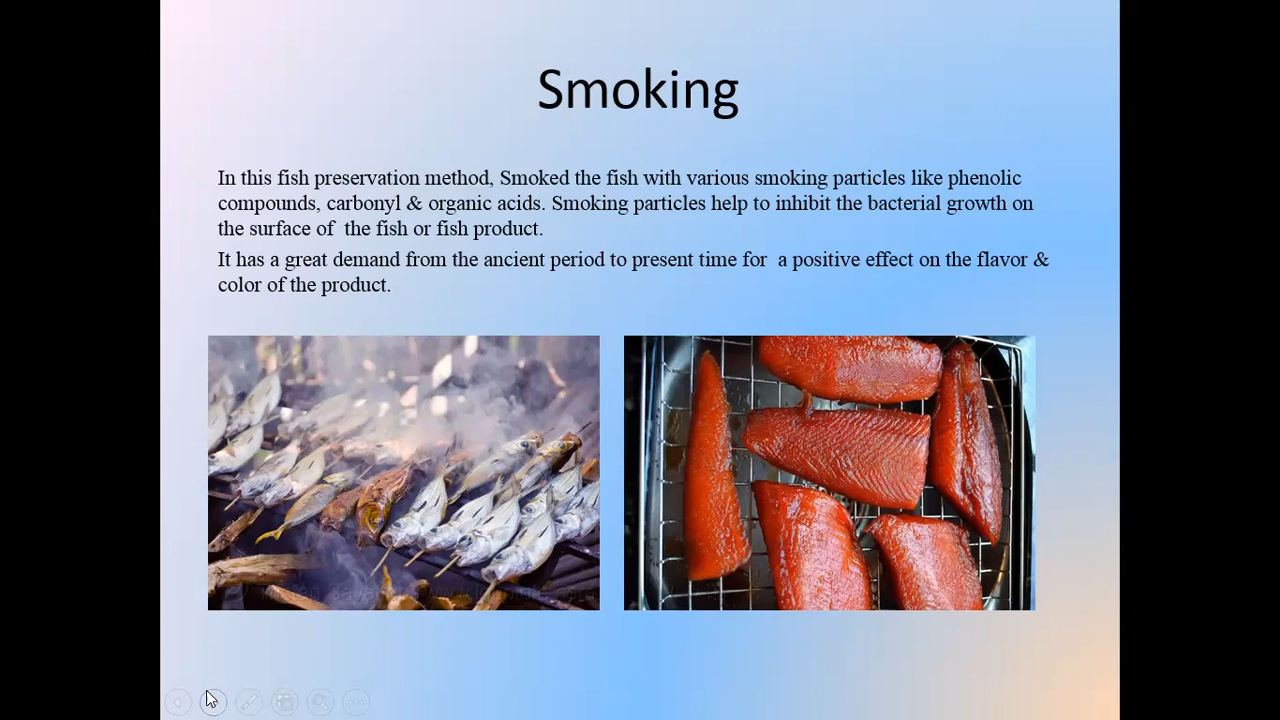 Smoking
In this fish preservation method, Smoked the fish with various smoking particles like phenolic
compounds, carbonyl & organic acids. Smoking particles help to inhibit the bacterial growth on
the surface of  the fish or fish product.
It has a great demand from the ancient period to present time for  a positive effect on the flavor &
color of the product.